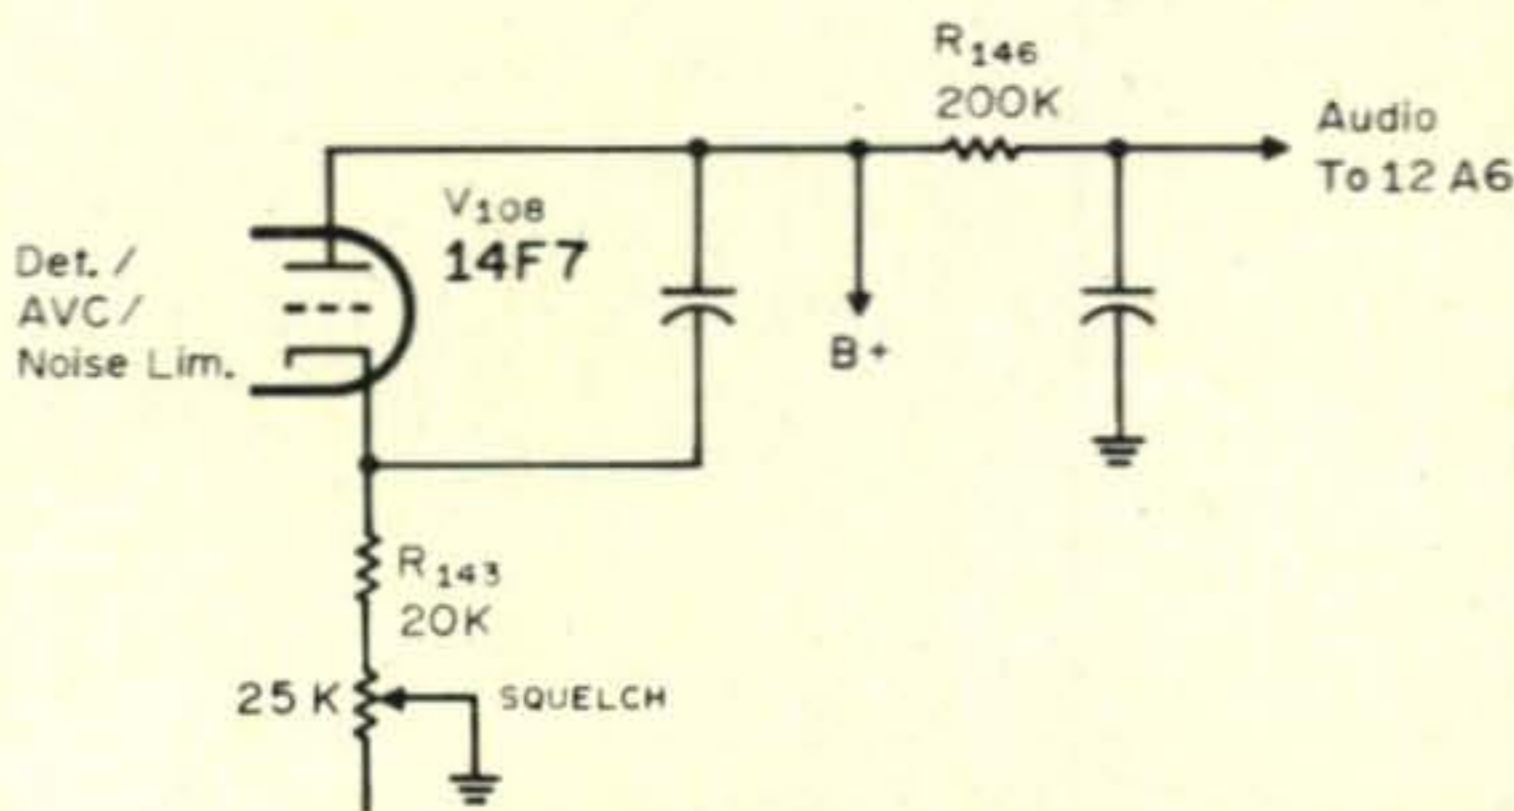 R146
200K
Audio
To 12 A6
V108
14F7
Det. /
AVC /
Noise Lim.
B+
R143
20K
25 K
SQUELCH